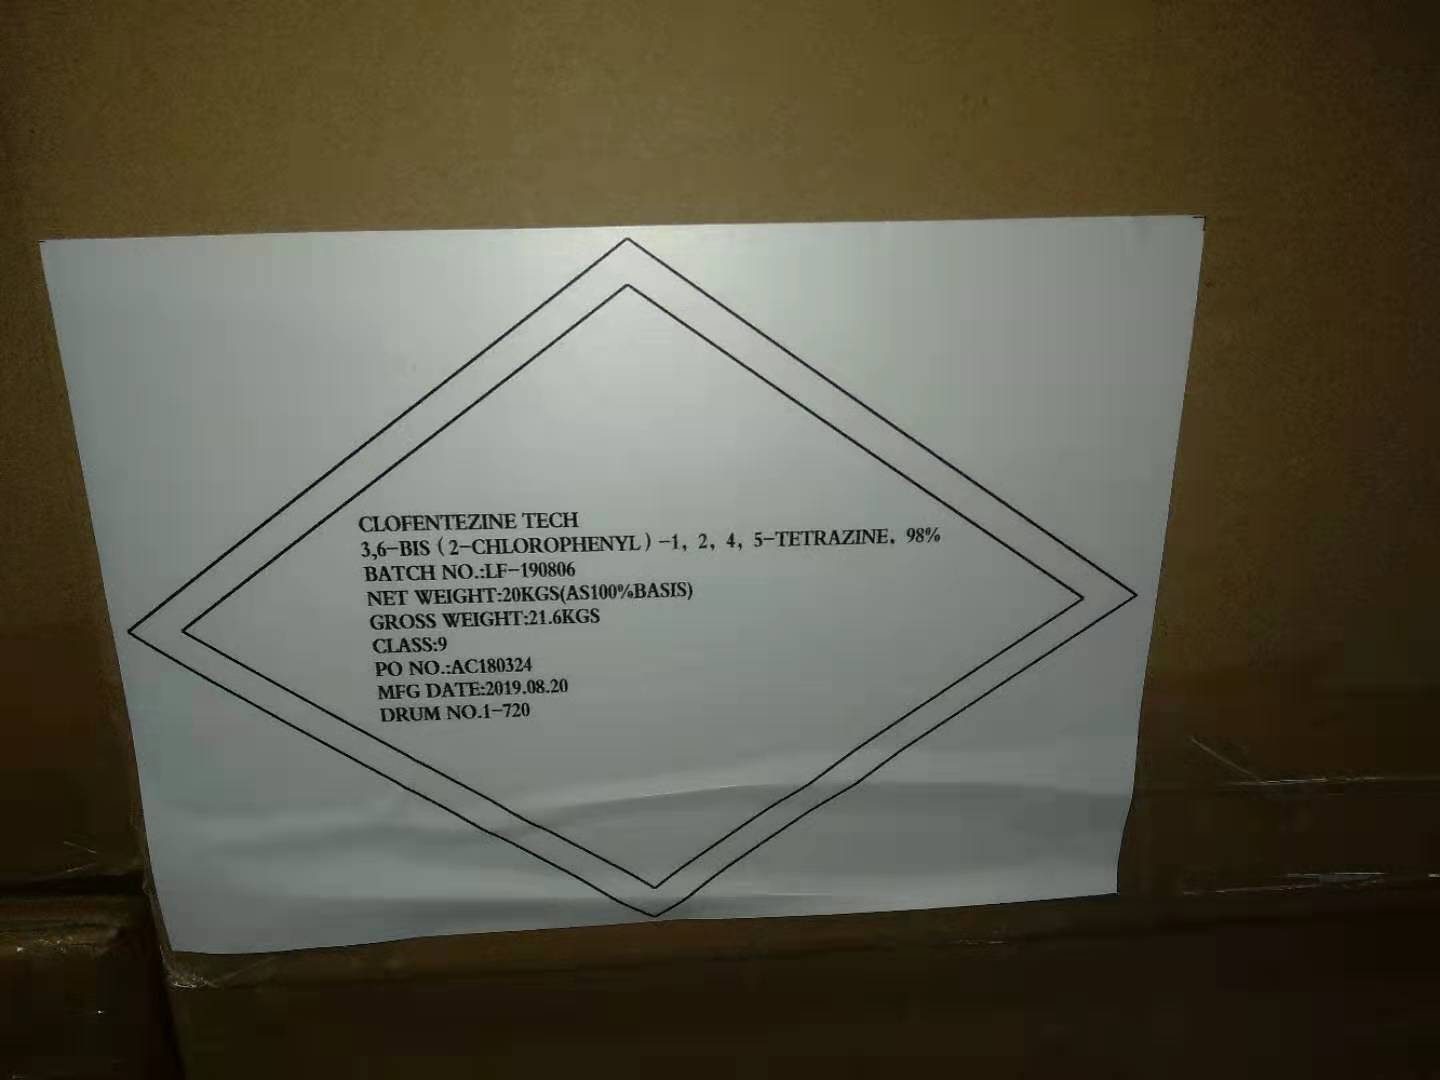 CLOFENTEZINE TECH
3,6-BIS（2-CHLOROPHENYL）-1, 2, 4, 5-TETRAZINE, 98%
BATCH NO.:LF-190806
NET WEIGHT:20KGS(AS100%BASIS)
GROSS WEIGHT:21.6KGS
CLASS:9
PO NO.:AC180324
MFG DATE:2019.08.20
DRUM NO.1-720